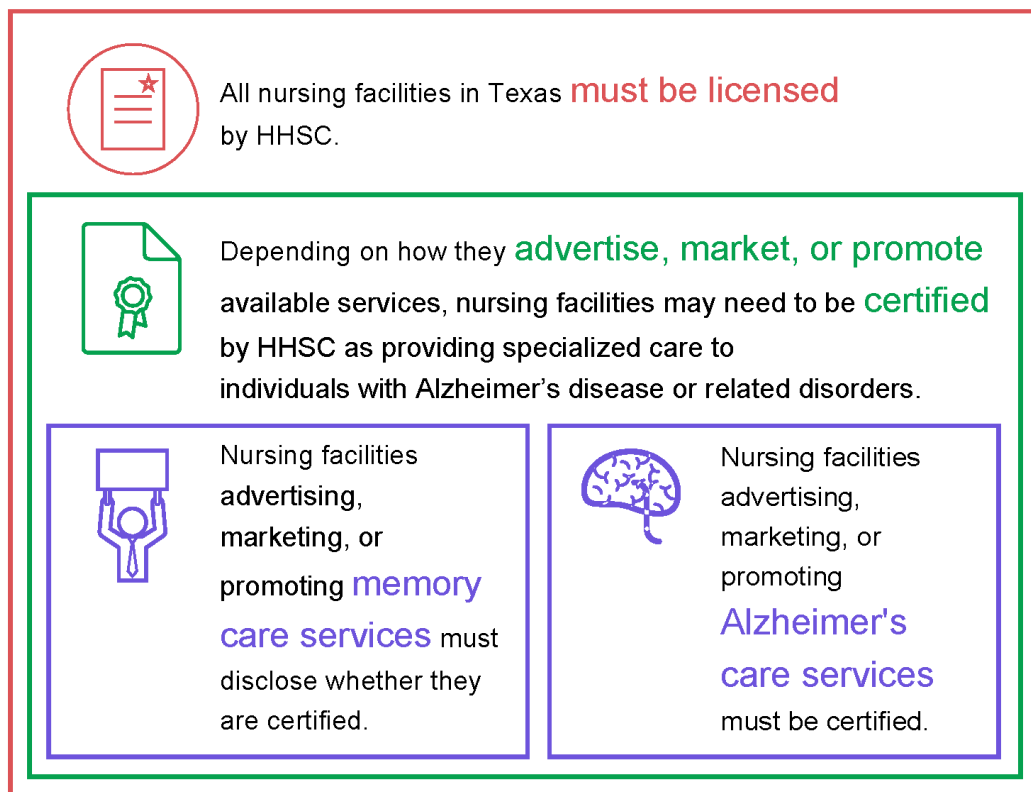 All nursing facilities in Texas must be licensed
by HHSC.
Depending on how they advertise, market, or promote
available services, nursing facilities may need to be certified
by HHSC as providing specialized care to
individuals with Alzheimer’s disease or related disorders.
Nursing facilities
advertising,
marketing, or
promoting memory
care services must
disclose whether they
are certified.
Nursing facilities
advertising,
marketing, or
promoting
Alzheimer's
care services
must be certified.